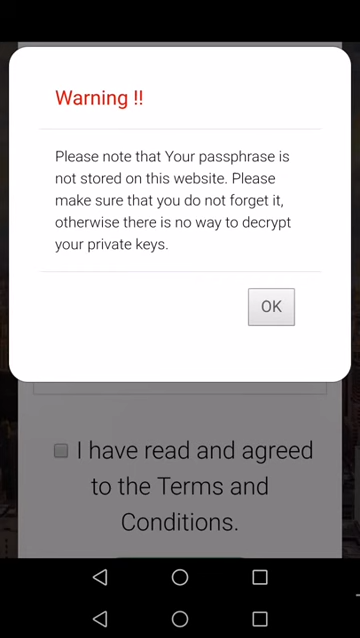 Warning !!
Please note that Your passphrase is
not stored on this website. Please
make sure that you do not forget it,
otherwise there is no way to decrypt
your private keys.
OK
I have read and agreed
to the Terms and
Conditions.